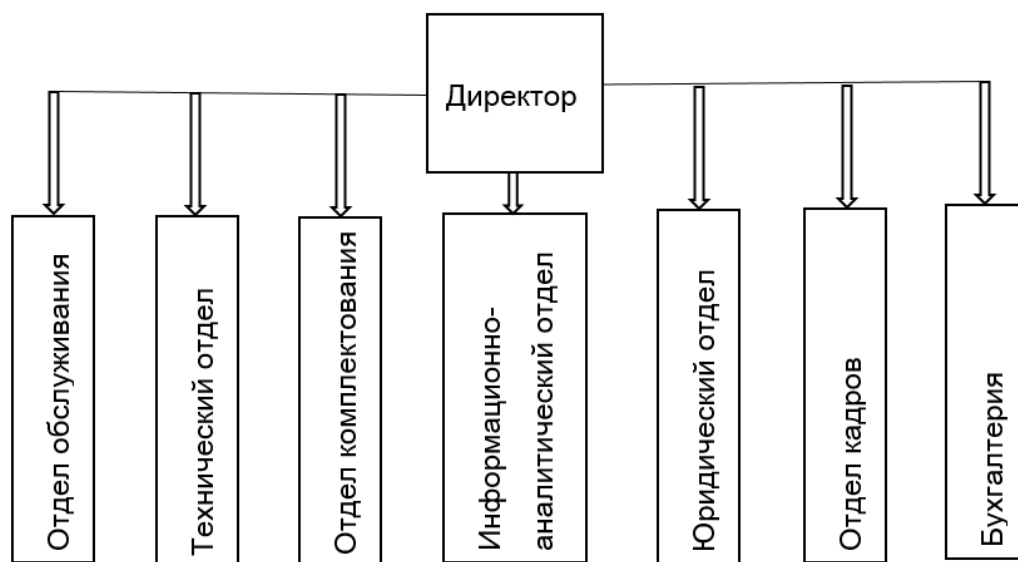 Директор
Отдел обслуживания
Технический отдел
Отдел комплектования
Информационно-
аналитический отдел
Юридический отдел
Отдел кадров
Бухгалтерия